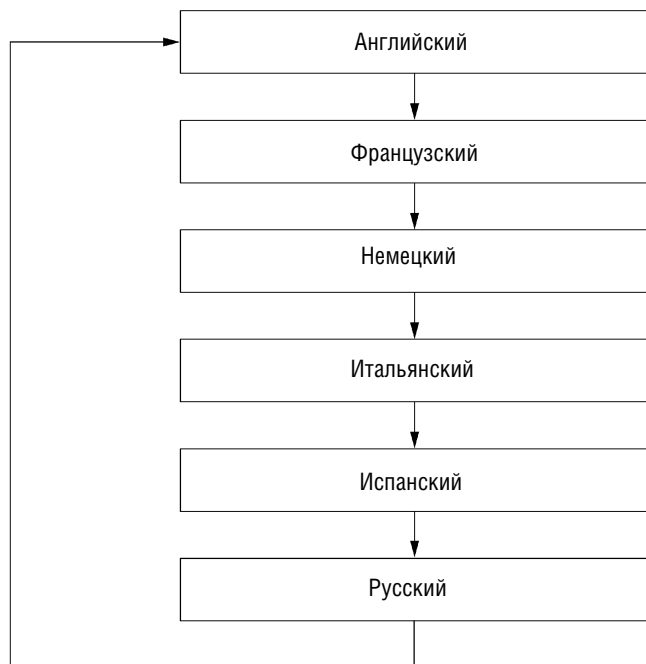 Английский
Французский
Немецкий
Итальянский
Испанский
Русский